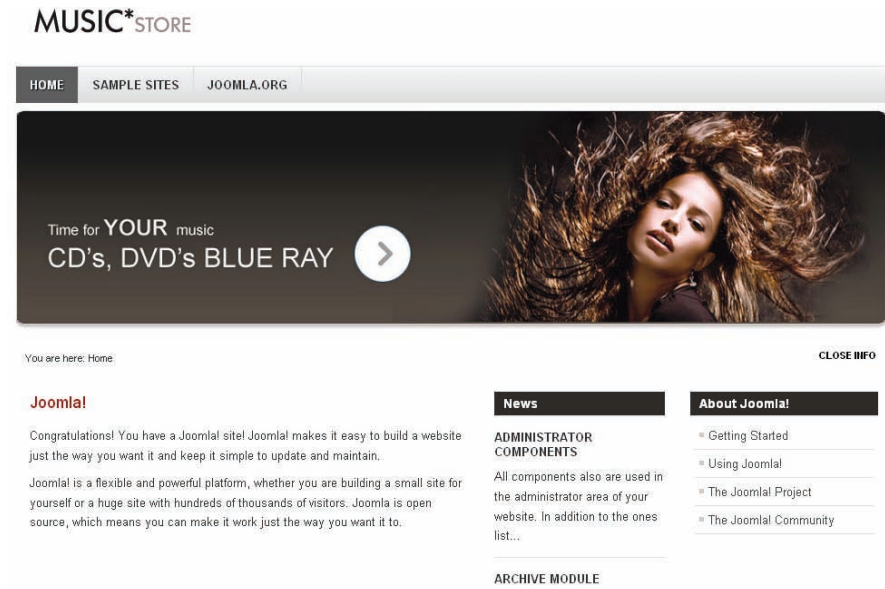 MUSIC*STORE
HOME SAMPLE SITES JOOMLA.ORG
Time for YOUR music
CD's, DVD's BLUE RAY
You are here: Home
CLOSE INFO
Joomla!
Congratulations! You have a Joomla! site! Joomla! makes it easy to build a website
just the way you want it and keep it simple to update and maintain.
Joomla! is a flexible and powerful platform, whether you are building a small site for
yourself or a huge site with hundreds of thousands of visitors. Joomla is open
source, which means you can make it work just the way you want it to.
News
ADMINISTRATOR
COMPONENTS
All components also are used in
the administrator area of your
website. In addition to the ones
list...
ARCHIVE MODULE
About Joomla!
Getting Started
Using Joomla!
The Joomla! Project
The Joomla! Community